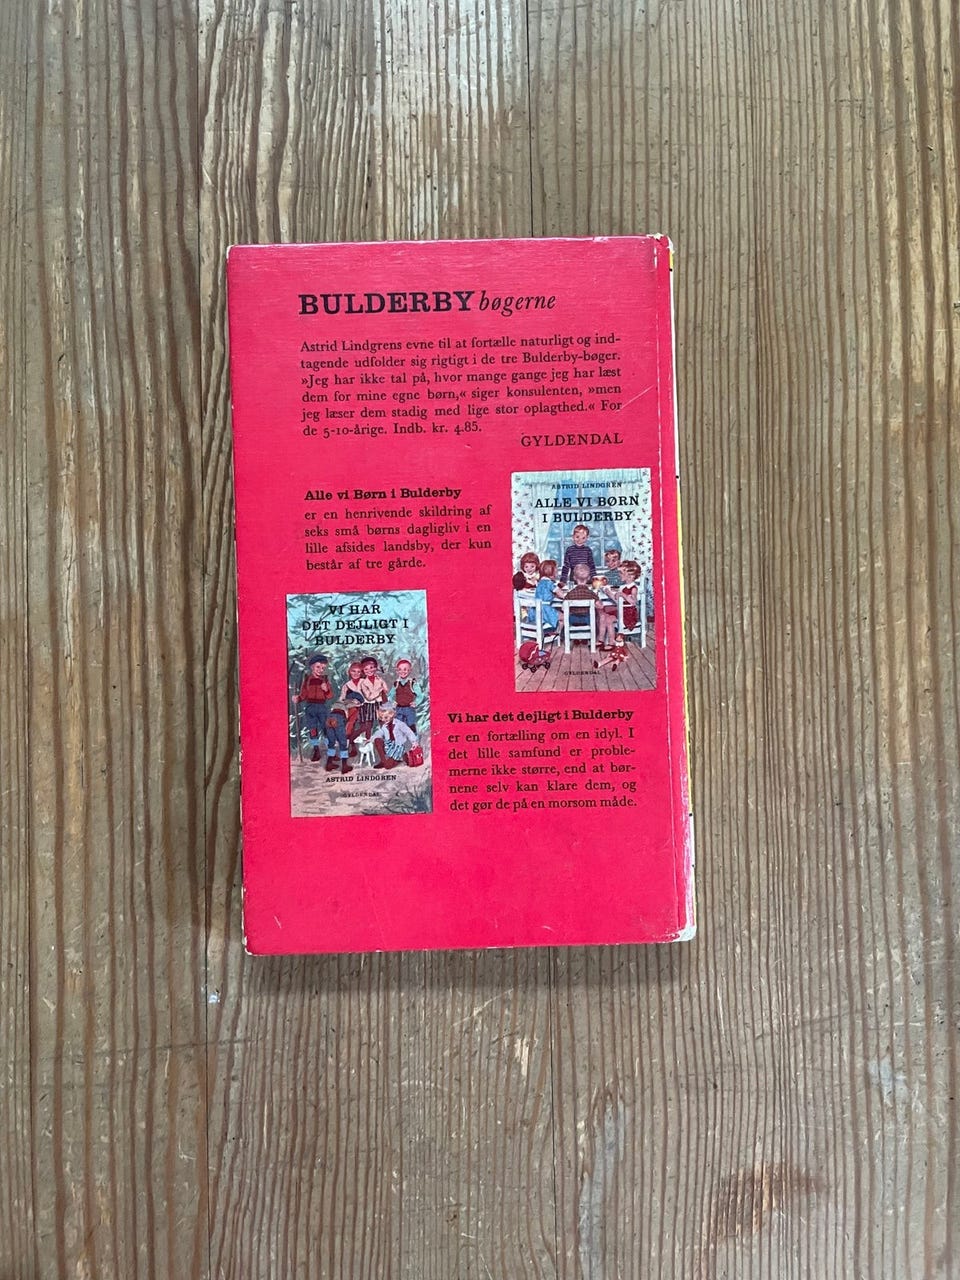 BULDERBY bøgerne
Astrid Lindgrens evne til at fortælle naturligt og ind-
tagende udfolder sig rigtigt i de tre Bulderby-bøger.
»Jeg har ikke tal på, hvor mange gange jeg har læst
dem for mine egne børn,« siger konsulenten, »men
jeg læser dem stadig med lige stor oplagthed.« For
de 5-10-årige. Indb. kr. 4.85.
GYLDENDAL
Alle vi Børn i Bulderby
er en henrivende skildring af
seks små børns dagligliv i en
lille afsides landsby, der kun
består af tre gårde.
ASTRID LINDGREN
ALLE VI BØRN
I BULDERBY
GYLDENDAL
VI HAR
DET DEJLIGT I
BULDERBY
ASTRID LINDGREN
GYLDENDAL
Vi har det dejligt i Bulderby
er en fortælling om en idyl. I
det lille samfund er proble-
merne ikke større, end at bør-
nene selv kan klare dem, og
det gør de på en morsom måde.